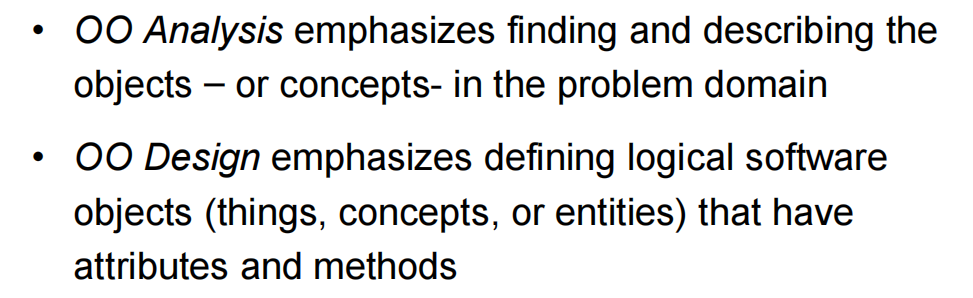 • OO Analysis emphasizes finding and describing the
objects – or concepts- in the problem domain
• OO Design emphasizes defining logical software
objects (things, concepts, or entities) that have
attributes and methods